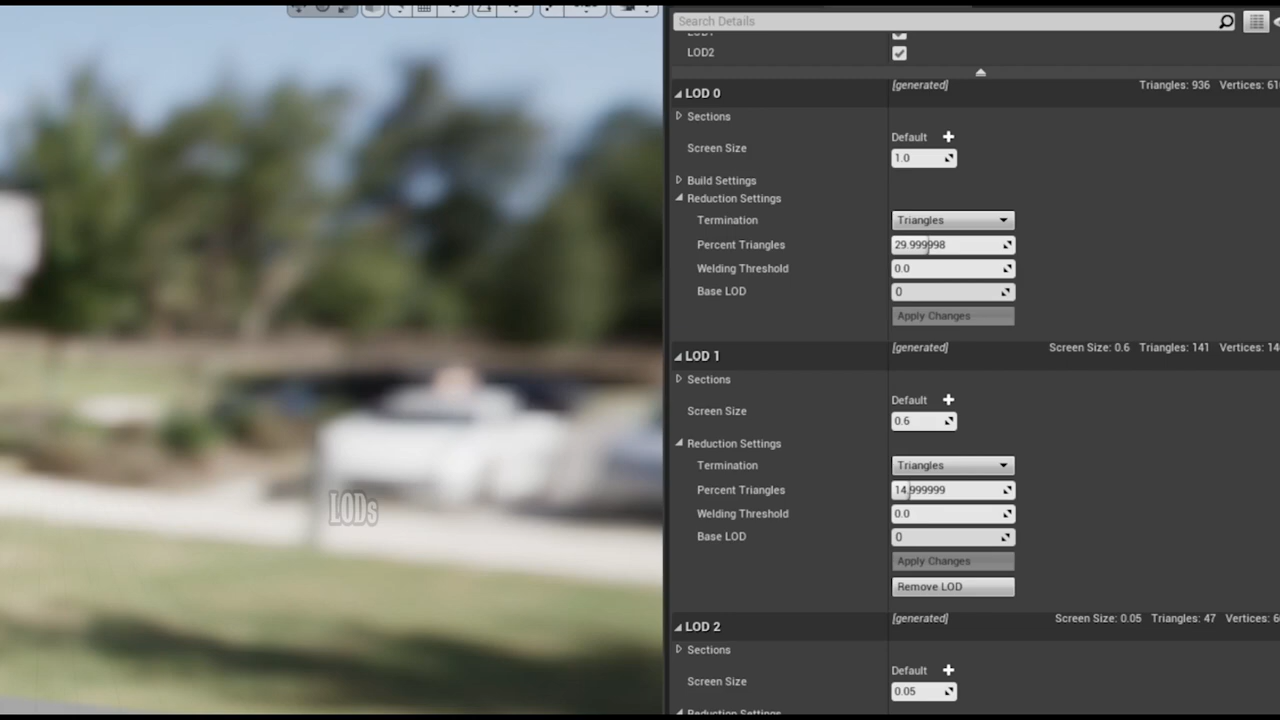 Search Details
LOD2
LOD 0
[generated]
Triangles: 936
Sections
Default
Screen Size
1.0
Build Settings
Reduction Settings
Termination
Triangles
Percent Triangles
29.999998
Welding Threshold
0.0
Base LOD
0
Apply Changes
LOD 1
[generated]
Screen Size: 0.6 Triangles: 141
Sections
Default
Screen Size
0.6
Reduction Settings
Termination
Triangles
Percent Triangles
14.999999
Welding Threshold
0.0
Base LOD
0
Apply Changes
Remove LOD
LOD 2
[generated]
Screen Size: 0.05 Triangles: 47
Sections
Default
Screen Size
0.05
LODs